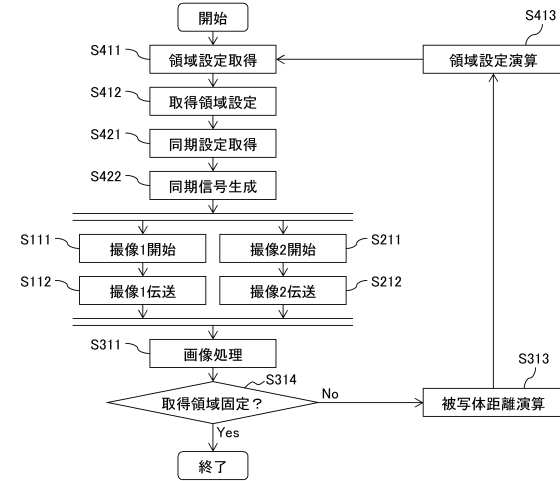 開始
S411
領域設定取得
S413
領域設定演算
S412
取得領域設定
S421
同期設定取得
S422
同期信号生成
S111
撮像1開始
撮像2開始
S211
S112
撮像1伝送
撮像2伝送
S212
S311
画像処理
S314
取得領域固定?
No
S313
被写体距離演算
Yes
終了